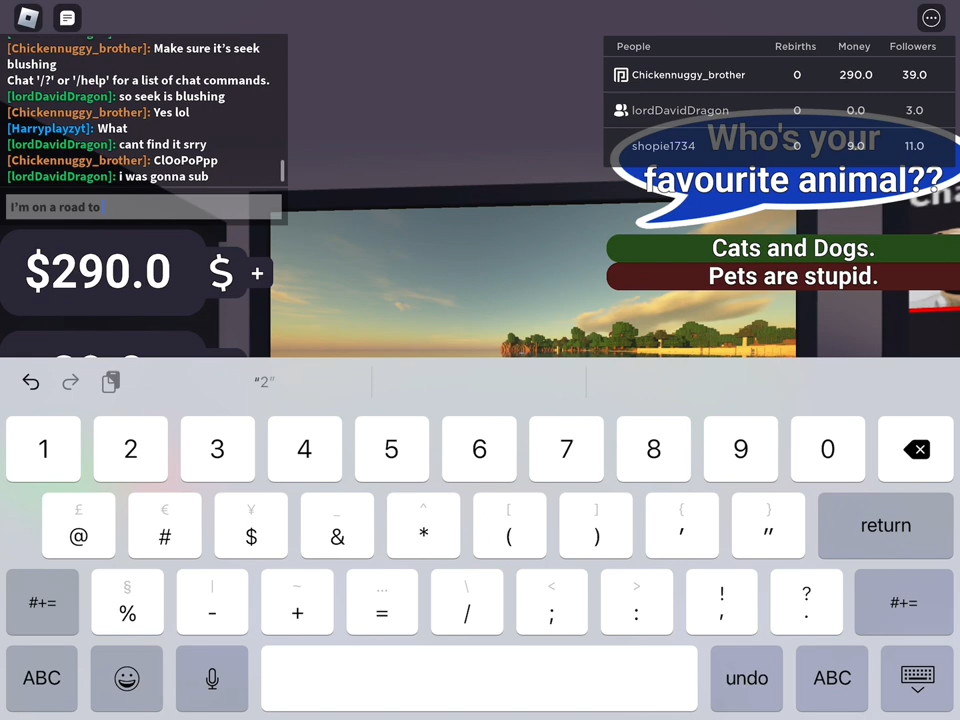 [Chickennuggy_brother]: Make sure it's seek
blushing
Chat '/?' or '/help' for a list of chat commands.
[lordDavidDragon]: so seek is blushing
[Chickennuggy_brother]: Yes lol
[Harryplayzyt]: What
[lordDavidDragon]: cant find it srry
[Chickennuggy_brother]: ClOoPoPpp
[lordDavidDragon]: i was gonna sub
I'm on a road to
$290.0 $ +
People Rebirths Money Followers
Chickennuggy_brother 0 290.0 39.0
lordDavidDragon 0 0.0 3.0
shopie1734 0 9.0 11.0
Who's your
favourite animal??
Cats and Dogs.
Pets are stupid.
"2"
1 2 3 4 5 6 7 8 9 0
£ € ¥ _ ^ [ ] { }
@ # $ & * ( ) ' " return
§ | ~ … \ < > ! ?
#+= % - + = / ; : , . #+=
ABC undo ABC